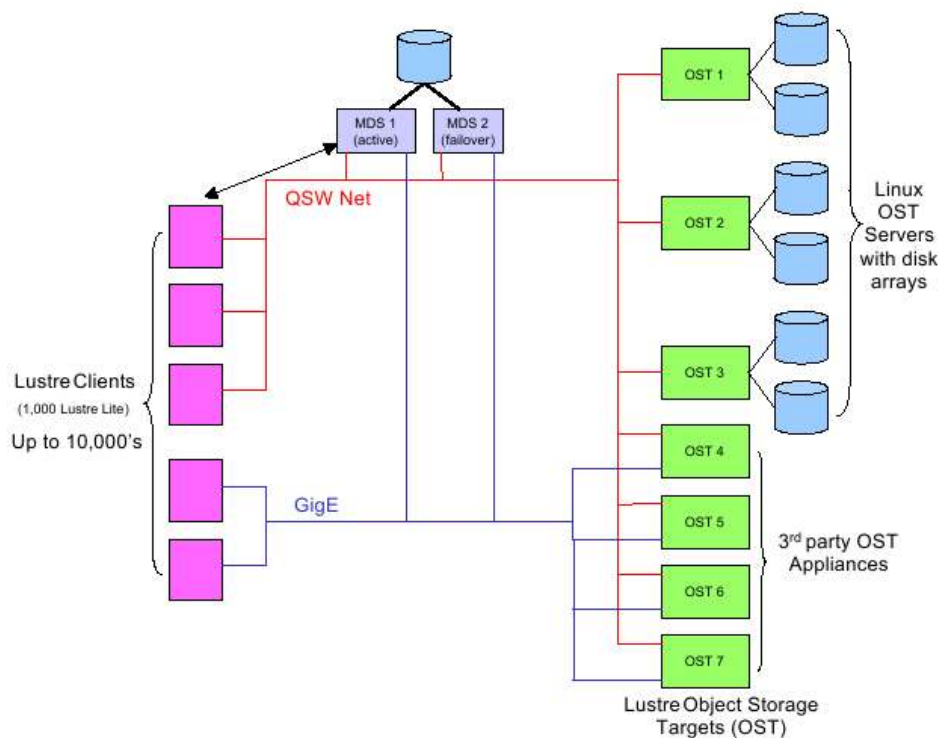 MDS 1
(active)
MDS 2
(failover)
QSW Net
Lustre Clients
(1,000 Lustre Lite)
Up to 10,000's
GigE
OST 1
OST 2
OST 3
OST 4
OST 5
OST 6
OST 7
Linux
OST
Servers
with disk
arrays
3rd party OST
Appliances
Lustre Object Storage
Targets (OST)